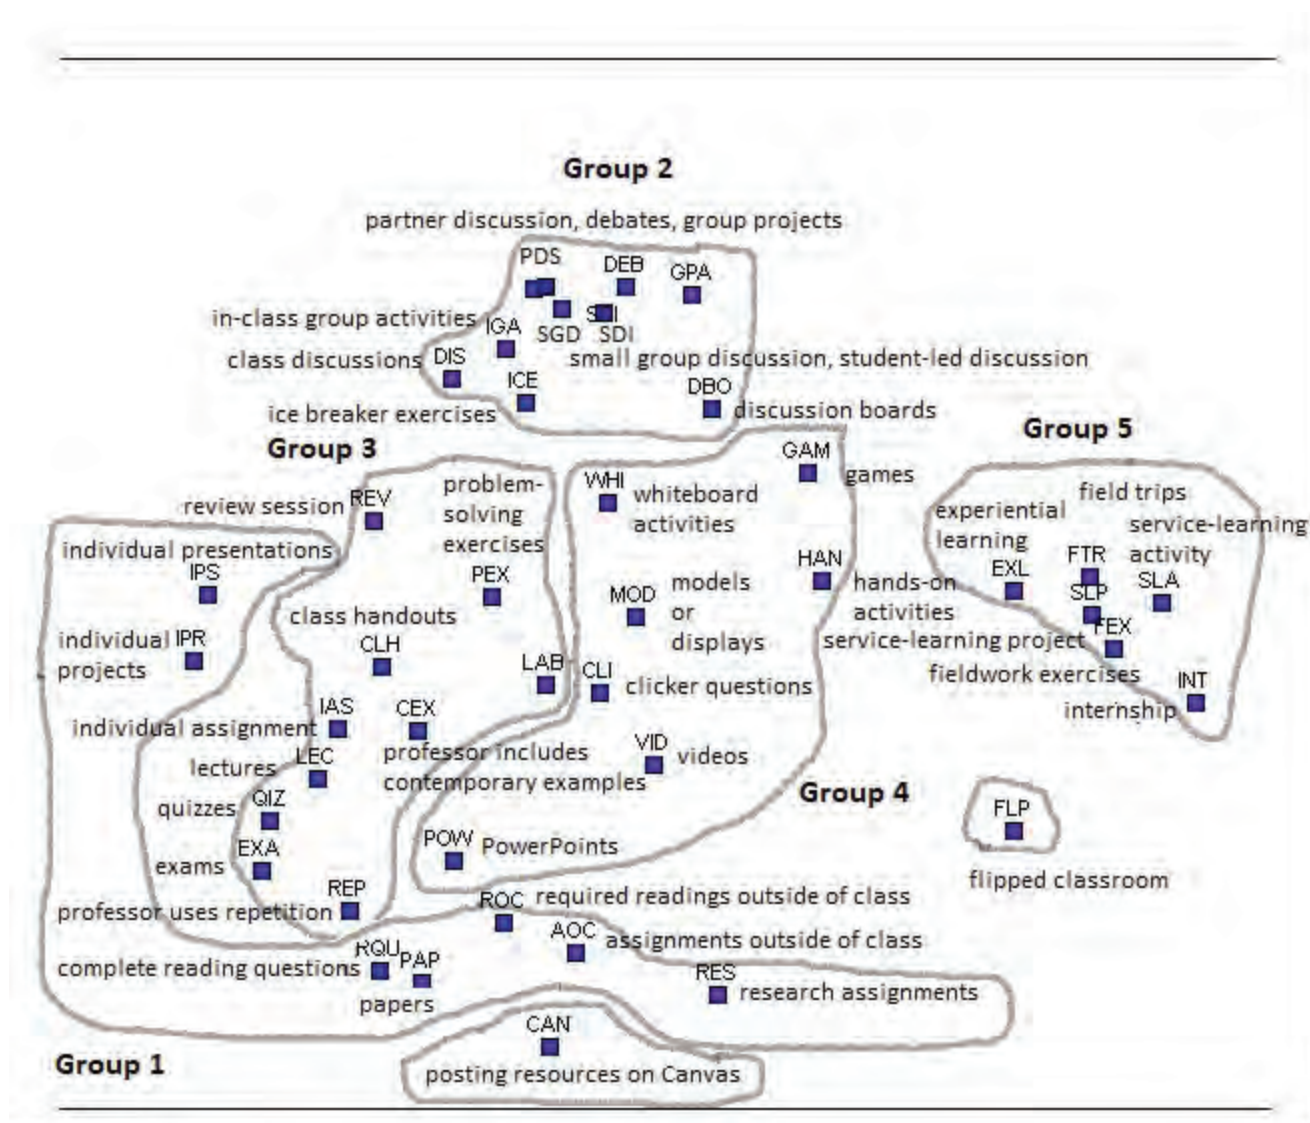 Group 2
partner discussion, debates, group projects
PDS
DEB
GPA
in-class group activities
IGA
SGD
SDI
class discussions
DIS
small group discussion, student-led discussion
ICE
DBO
ice breaker exercises
discussion boards
Group 3
Group 5
GAM
games
review session
REV
problem-
solving
exercises
WHI
whiteboard
activities
field trips
experiential
learning
service-learning
activity
individual presentations
IPS
PEX
HAN
hands-on
activities
EXL
FTR
SLA
SLP
class handouts
MOD
models
or
displays
individual
projects
IPR
CLH
service-learning project
FEX
LAB
CLI
clicker questions
fieldwork exercises
INT
internship
individual assignment
IAS
CEX
professor includes
contemporary examples
VID
videos
lectures
LEC
quizzes
QIZ
Group 4
FLP
exams
EXA
POW
PowerPoints
flipped classroom
REP
professor uses repetition
ROC
required readings outside of class
AOC
assignments outside of class
complete reading questions
RQU
PAP
papers
RES
research assignments
CAN
posting resources on Canvas
Group 1